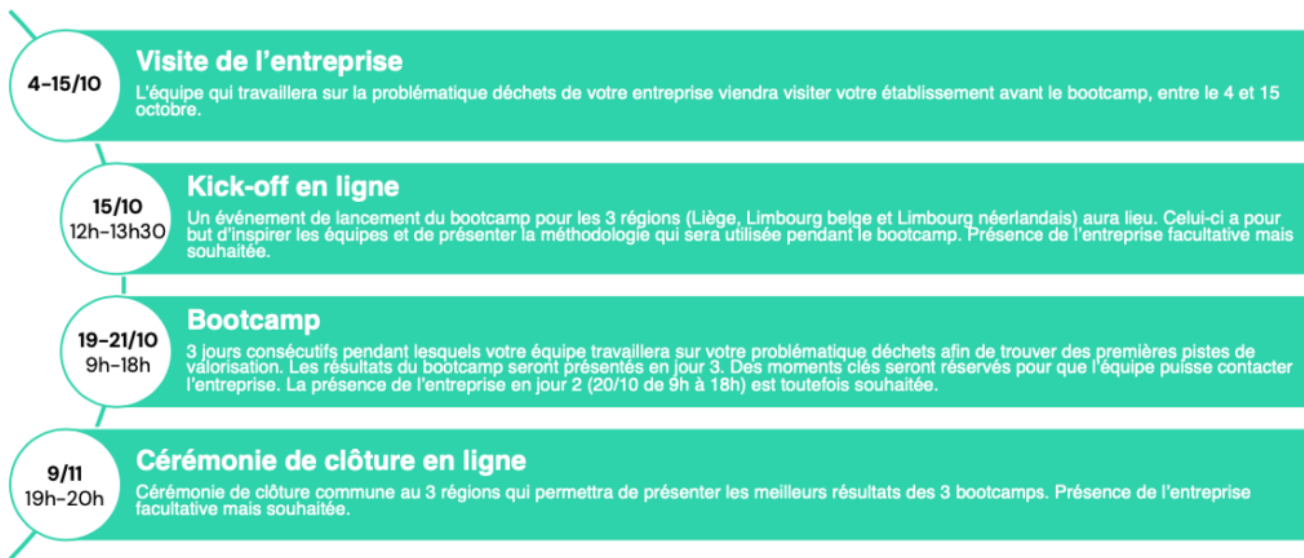 4-15/10
Visite de l'entreprise
L'équipe qui travaillera sur la problématique déchets de votre entreprise viendra visiter votre établissement avant le bootcamp, entre le 4 et 15
octobre.
15/10
12h-13h30
Kick-off en ligne
Un événement de lancement du bootcamp pour les 3 régions (Liège, Limbourg belge et Limbourg néerlandais) aura lieu. Celui-ci a pour
but d'inspirer les équipes et de présenter la méthodologie qui sera utilisée pendant le bootcamp. Présence de l'entreprise facultative mais
souhaitée.
19-21/10
9h-18h
Bootcamp
3 jours consécutifs pendant lesquels votre équipe travaillera sur votre problématique déchets afin de trouver des premières pistes de
valorisation. Les résultats du bootcamp seront présentés en jour 3. Des moments clés seront réservés pour que l'équipe puisse contacter
l'entreprise. La présence de l'entreprise en jour 2 (20/10 de 9h à 18h) est toutefois souhaitée.
9/11
19h-20h
Cérémonie de clôture en ligne
Cérémonie de clôture commune au 3 régions qui permettra de présenter les meilleurs résultats des 3 bootcamps. Présence de l'entreprise
facultative mais souhaitée.